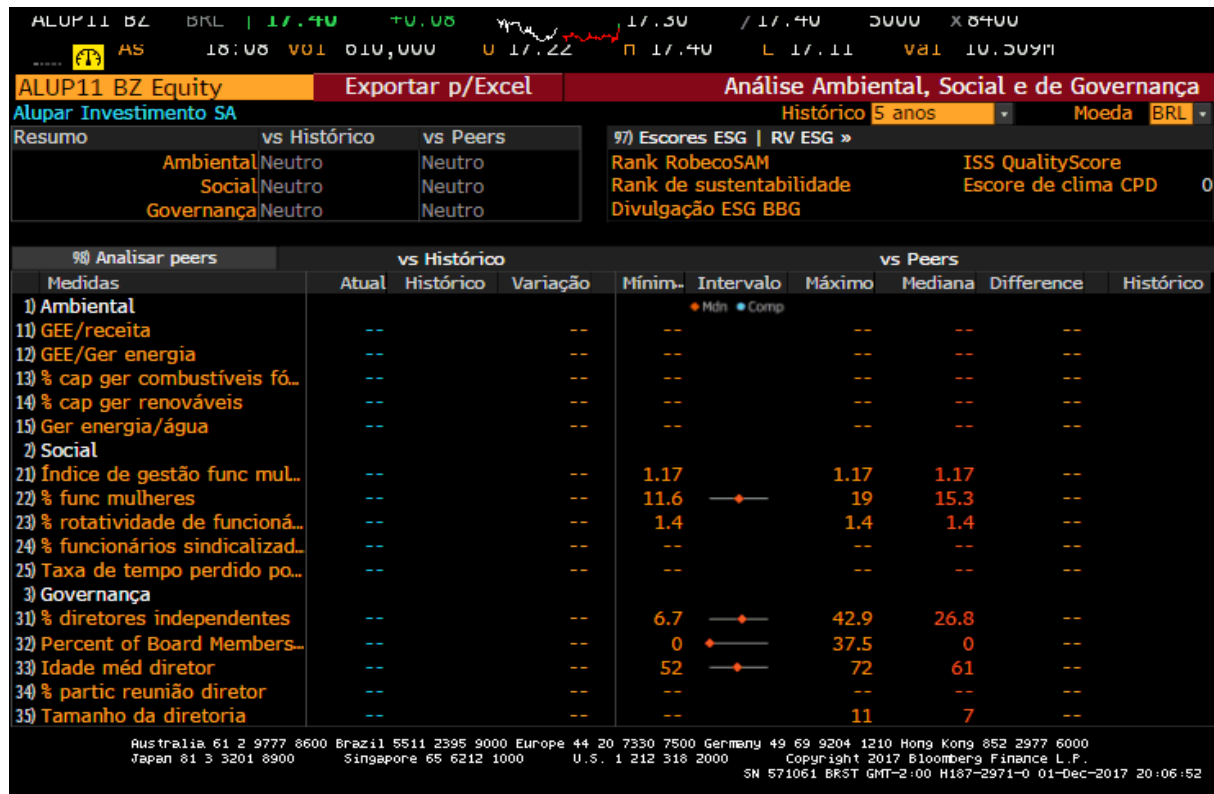 ALUP11 BZ BRL 17.40 +0.08 17.30 / 17.40 5000 x 8400
As 18:08 Vol 610,000 O 17.22 H 17.40 L 17.11 Val 10.509M
ALUP11 BZ Equity Exportar p/Excel Análise Ambiental, Social e de Governança
Alupar Investimento SA Histórico 5 anos Moeda BRL
Resumo vs Histórico vs Peers 97) Escores ESG | RV ESG »
Ambiental Neutro Neutro Rank RobecoSAM ISS QualityScore
Social Neutro Neutro Rank de sustentabilidade Escore de clima CPD 0
Governança Neutro Neutro Divulgação ESG BBG
98) Analisar peers vs Histórico vs Peers
Medidas Atual Histórico Variação Mínim.. Intervalo Máximo Mediana Difference Histórico
1) Ambiental Mdn Comp
11) GEE/receita -- -- -- -- -- --
12) GEE/Ger energia -- -- -- -- -- --
13) % cap ger combustíveis fó... -- -- -- -- -- --
14) % cap ger renováveis -- -- -- -- -- --
15) Ger energia/água -- -- -- -- -- --
2) Social
21) Índice de gestão func mul... -- -- 1.17 1.17 1.17 --
22) % func mulheres -- -- 11.6 19 15.3 --
23) % rotatividade de funcioná... -- -- 1.4 1.4 1.4 --
24) % funcionários sindicalizad... -- -- -- -- -- --
25) Taxa de tempo perdido po... -- -- -- -- -- --
3) Governança
31) % diretores independentes -- -- 6.7 42.9 26.8 --
32) Percent of Board Members... -- -- 0 37.5 0 --
33) Idade méd diretor -- -- 52 72 61 --
34) % partic reunião diretor -- -- -- -- -- --
35) Tamanho da diretoria -- -- -- 11 7 --
Australia 61 2 9777 8600 Brazil 5511 2395 9000 Europe 44 20 7330 7500 Germany 49 69 9204 1210 Hong Kong 852 2977 6000
Japan 81 3 3201 8900 Singapore 65 6212 1000 U.S. 1 212 318 2000 Copyright 2017 Bloomberg Finance L.P.
SN 571061 BRST GMT-2:00 H187-2971-0 01-Dec-2017 20:06:52